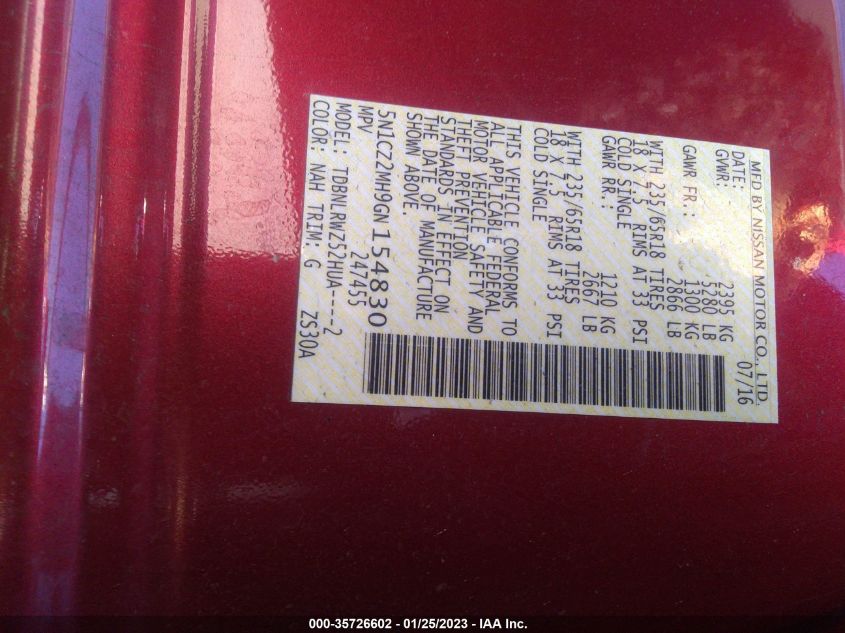 MFD BY NISSAN MOTOR CO., LTD.
DATE: 07/16
GVWR: 2395 KG
5280 LB
GAWR FR.: 1300 KG
2866 LB
WITH 235/65R18 TIRES
18 X 7.5 RIMS AT 33 PSI
COLD SINGLE
GAWR RR.: 1210 KG
2667 LB
WITH 235/65R18 TIRES
18 X 7.5 RIMS AT 33 PSI
COLD SINGLE
THIS VEHICLE CONFORMS TO
ALL APPLICABLE FEDERAL
MOTOR VEHICLE SAFETY AND
THEFT PREVENTION
STANDARDS IN EFFECT ON
THE DATE OF MANUFACTURE
SHOWN ABOVE.
5N1CZ2MH9GN154830
MPV 247455
MODEL: TDBNLRWZ52HUA----2
COLOR: NAH TRIM: G ZS30A
000-35726602 - 01/25/2023 - IAA Inc.